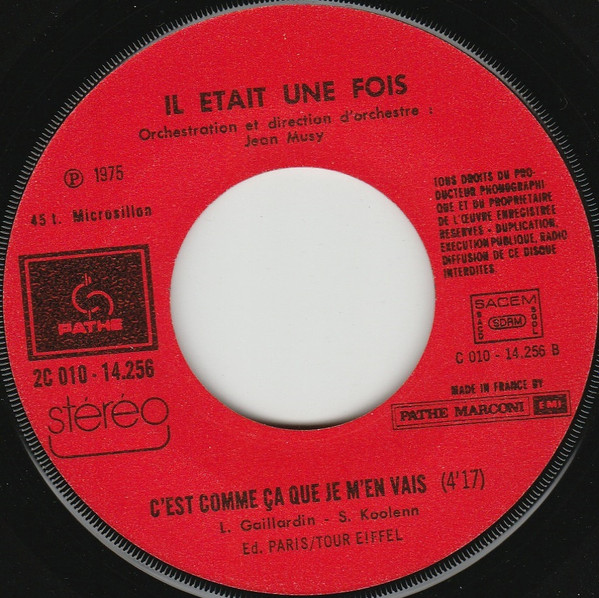 IL ETAIT UNE FOIS
Orchestration et direction d'orchestre :
Jean Musy
Ⓟ 1975
45 t. Microsillon
PATHE
2C 010 - 14.256
stéréo
TOUS DROITS DU PRO-
DUCTEUR PHONOGRAPHI
QUE ET DU PROPRIETAIRE
DE L'ŒUVRE ENREGISTREE
RESERVES - DUPLICATION,
EXECUTION PUBLIQUE, RADIO
DIFFUSION DE CE DISQUE
INTERDITES
SACEM
SACD SDRM SGDL
C 010 - 14.256 B
MADE IN FRANCE BY
PATHE MARCONI EMI
C'EST COMME ÇA QUE JE M'EN VAIS (4'17)
L. Gaillardin - S. Koolenn
Ed. PARIS/TOUR EIFFEL